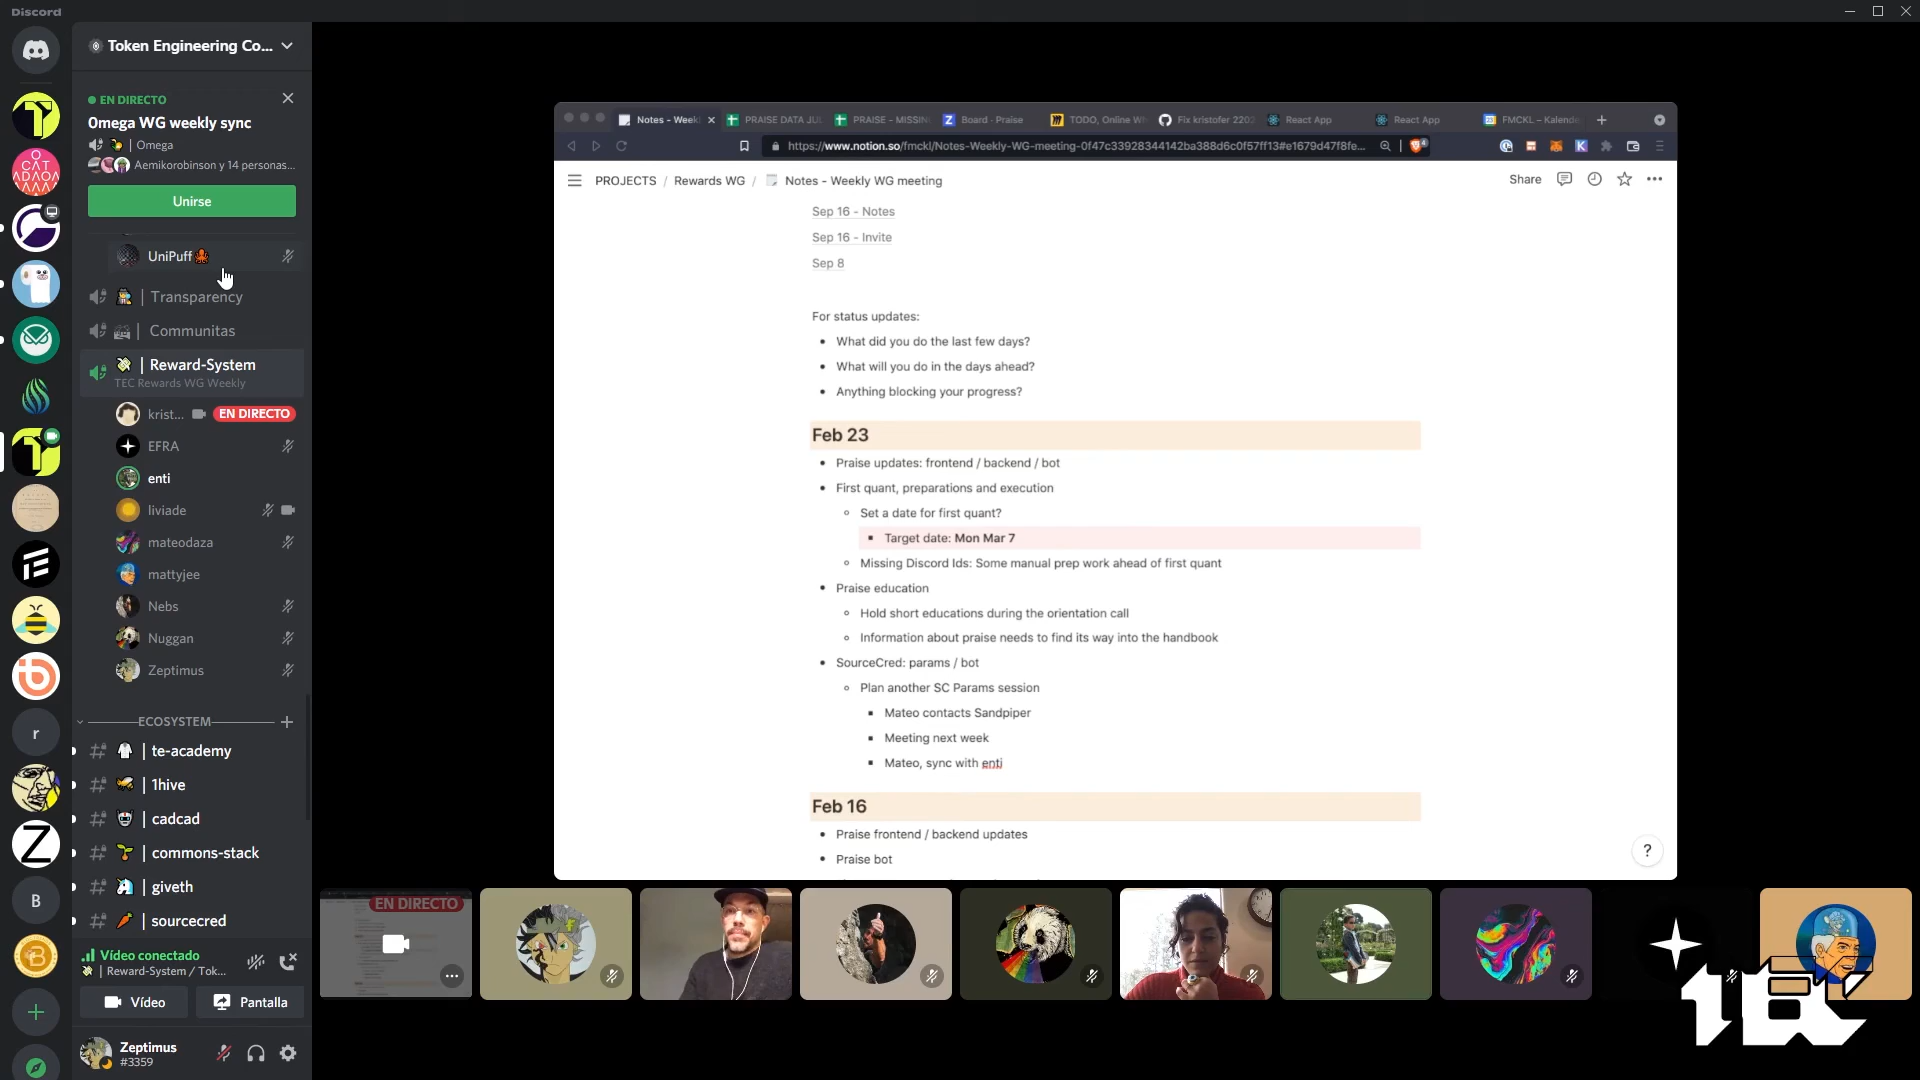 Discord
Token Engineering Co...
EN DIRECTO
Omega WG weekly sync
| Omega
Aemikorobinson y 14 personas...
Unirse
UniPuff
| Transparency
| Communitas
| Reward-System
TEC Rewards WG Weekly
krist... EN DIRECTO
EFRA
enti
liviade
mateodaza
mattyjee
Nebs
Nuggan
Zeptimus
ECOSYSTEM
| te-academy
| 1hive
| cadcad
| commons-stack
| giveth
| sourcecred
Vídeo conectado
| Reward-System / Tok...
Vídeo
Pantalla
Zeptimus
#3359
r
B
Notes - Week
PRAISE DATA JUL
PRAISE – MISSIN
Board - Praise
TODO, Online Wh
Fix kristofer 2202
React App
React App
FMCKL – Kalende
https://www.notion.so/fmckl/Notes-Weekly-WG-meeting-0f47c33928344142ba388d6c0f57ff13#e1679d47f8fe...
PROJECTS / Rewards WG / Notes - Weekly WG meeting
Share
Sep 16 - Notes
Sep 16 - Invite
Sep 8
For status updates:
• What did you do the last few days?
• What will you do in the days ahead?
• Anything blocking your progress?
Feb 23
• Praise updates: frontend / backend / bot
• First quant, preparations and execution
◦ Set a date for first quant?
▪ Target date: Mon Mar 7
◦ Missing Discord Ids: Some manual prep work ahead of first quant
• Praise education
◦ Hold short educations during the orientation call
◦ Information about praise needs to find its way into the handbook
• SourceCred: params / bot
◦ Plan another SC Params session
▪ Mateo contacts Sandpiper
▪ Meeting next week
▪ Mateo, sync with enti
Feb 16
• Praise frontend / backend updates
• Praise bot
?
EN DIRECTO
TEC